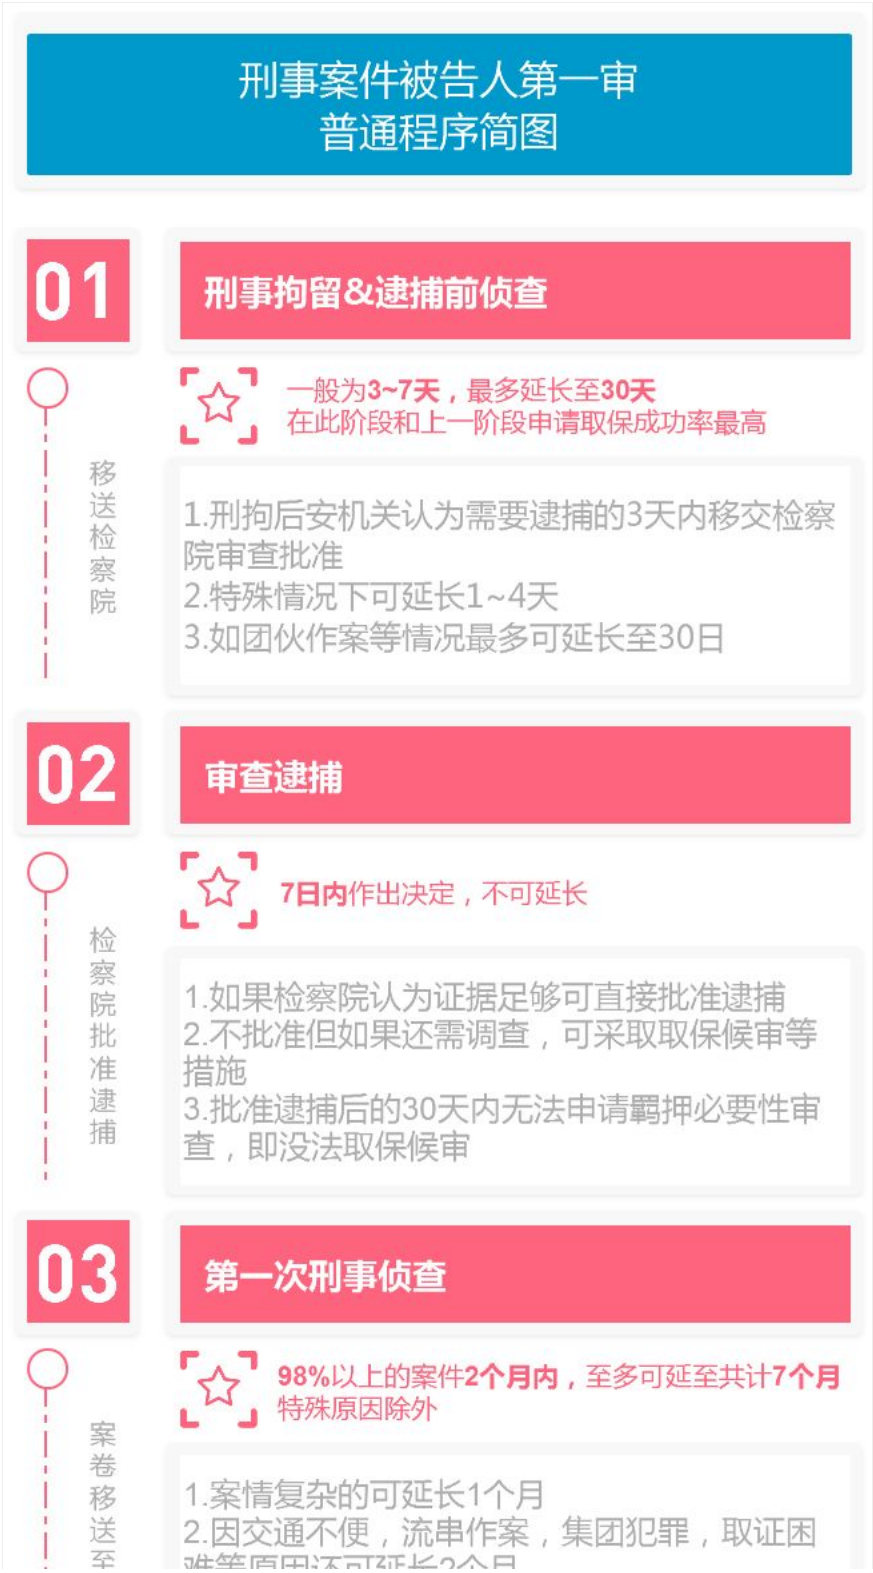 刑事案件被告人第一审
普通程序简图
01
刑事拘留&逮捕前侦查
一般为3~7天，最多延长至30天
在此阶段和上一阶段申请取保成功率最高
移送检察院
1.刑拘后安机关认为需要逮捕的3天内移交检察
院审查批准
2.特殊情况下可延长1~4天
3.如团伙作案等情况最多可延长至30日
02
审查逮捕
7日内作出决定，不可延长
检察院批准逮捕
1.如果检察院认为证据足够可直接批准逮捕
2.不批准但如果还需调查，可采取取保候审等
措施
3.批准逮捕后的30天内无法申请羁押必要性审
查，即没法取保候审
03
第一次刑事侦查
98%以上的案件2个月内，至多可延至共计7个月
特殊原因除外
案卷移送至
1.案情复杂的可延长1个月
2.因交通不便，流串作案，集团犯罪，取证困
难等原因还可延长2个月